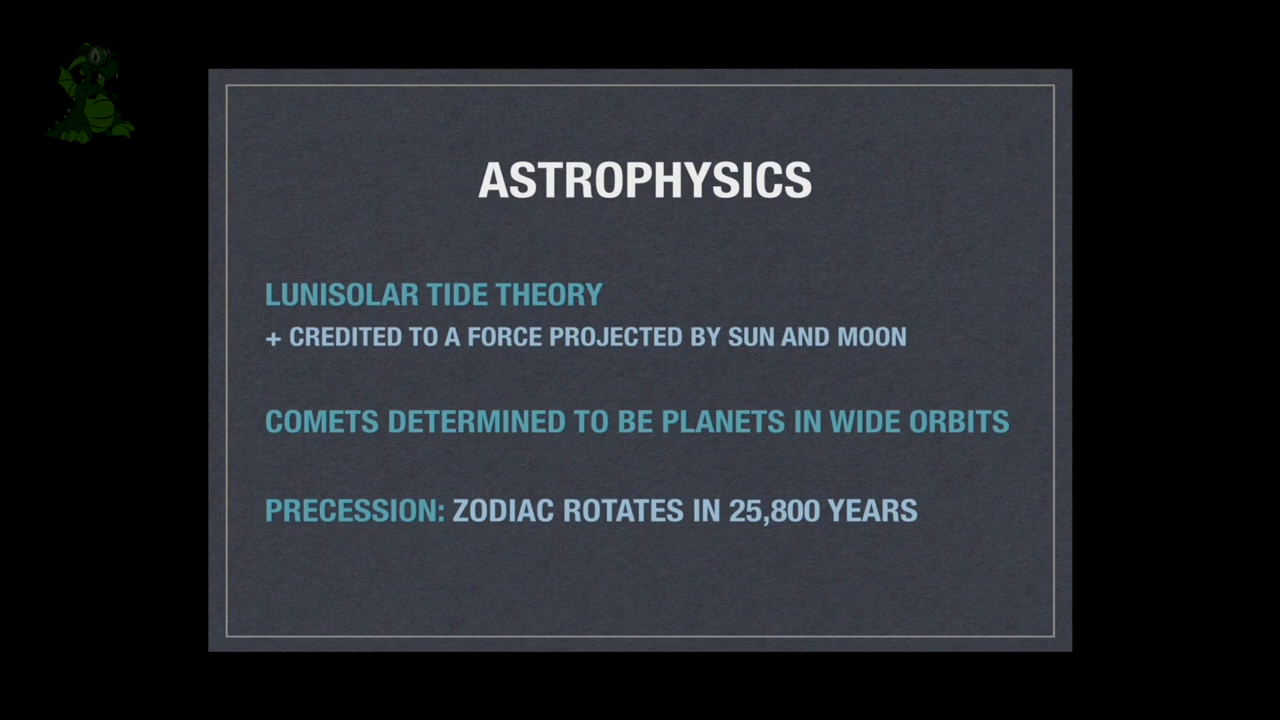 ASTROPHYSICS
LUNISOLAR TIDE THEORY
+ CREDITED TO A FORCE PROJECTED BY SUN AND MOON
COMETS DETERMINED TO BE PLANETS IN WIDE ORBITS
PRECESSION: ZODIAC ROTATES IN 25,800 YEARS